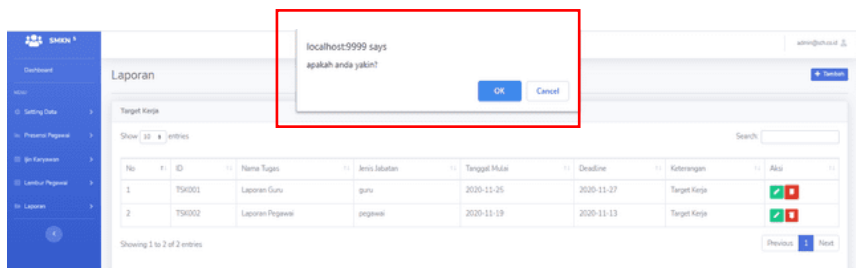 SMKN 5
localhost:9999 says
apakah anda yakin?
OK Cancel
admin@sch.co.id
Dashboard
MENU
Setting Data
Presensi Pegawai
Ijin Karyawan
Lembur Pegawai
Laporan
Laporan
+ Tambah
Target Kerja
Show 10 entries
Search:
No ID Nama Tugas Jenis Jabatan Tanggal Mulai Deadline Keterangan Aksi
1 TSK001 Laporan Guru guru 2020-11-25 2020-11-27 Target Kerja
2 TSK002 Laporan Pegawai pegawai 2020-11-19 2020-11-13 Target Kerja
Showing 1 to 2 of 2 entries
Previous 1 Next